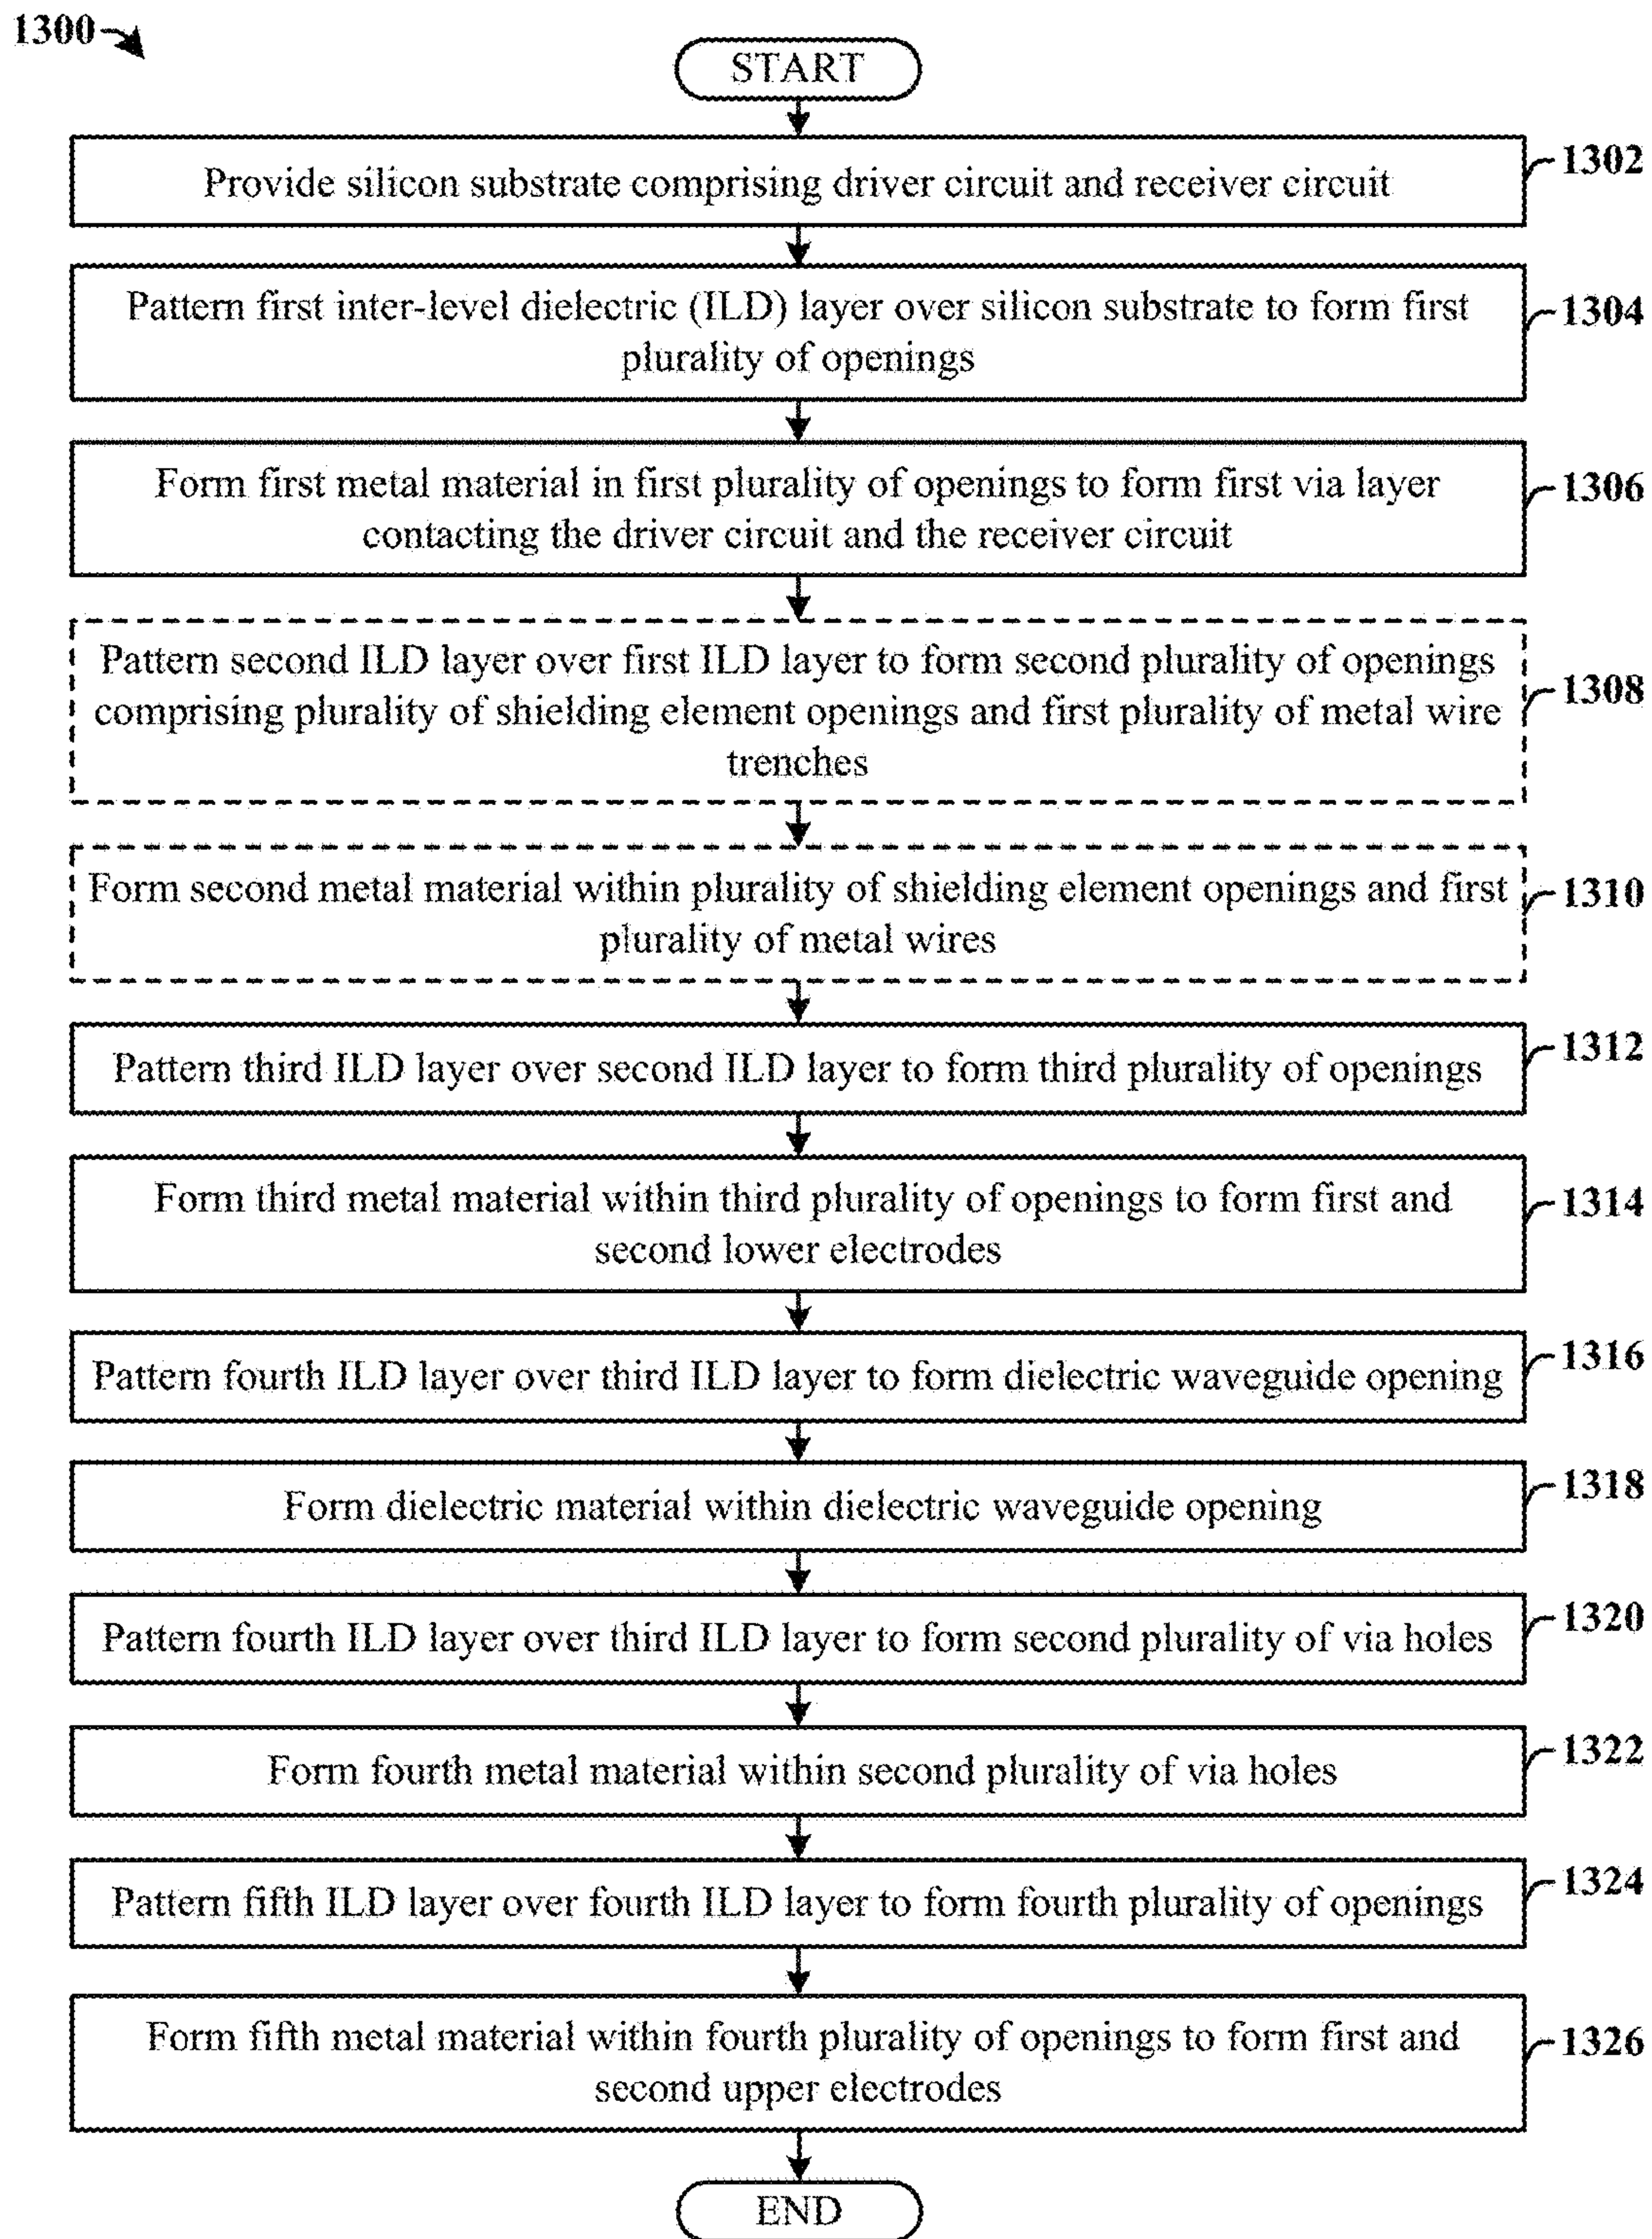 1300
START
Provide silicon substrate comprising driver circuit and receiver circuit
1302
Pattern first inter-level dielectric (ILD) layer over silicon substrate to form first
plurality of openings
1304
Form first metal material in first plurality of openings to form first via layer
contacting the driver circuit and the receiver circuit
1306
Pattern second ILD layer over first ILD layer to form second plurality of openings
comprising plurality of shielding element openings and first plurality of metal wire
trenches
1308
Form second metal material within plurality of shielding element openings and first
plurality of metal wires
1310
Pattern third ILD layer over second ILD layer to form third plurality of openings
1312
Form third metal material within third plurality of openings to form first and
second lower electrodes
1314
Pattern fourth ILD layer over third ILD layer to form dielectric waveguide opening
1316
Form dielectric material within dielectric waveguide opening
1318
Pattern fourth ILD layer over third ILD layer to form second plurality of via holes
1320
Form fourth metal material within second plurality of via holes
1322
Pattern fifth ILD layer over fourth ILD layer to form fourth plurality of openings
1324
Form fifth metal material within fourth plurality of openings to form first and
second upper electrodes
1326
END